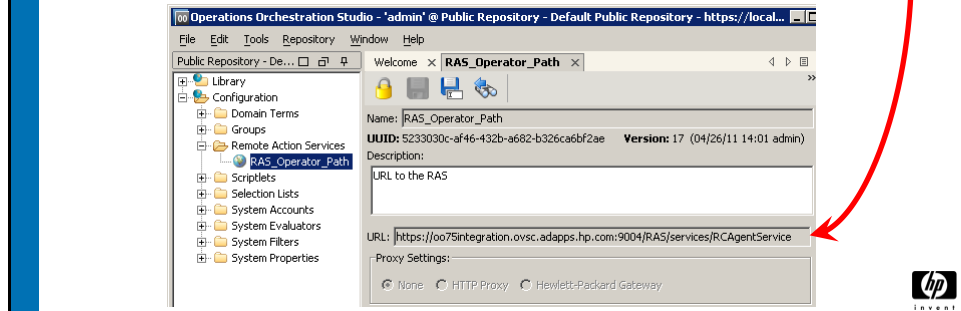 Operations Orchestration Studio - 'admin' @ Public Repository - Default Public Repository - https://local...
File Edit Tools Repository Window Help
Public Repository - De...
Welcome RAS_Operator_Path
Library
Configuration
Domain Terms
Groups
Remote Action Services
RAS_Operator_Path
Scriptlets
Selection Lists
System Accounts
System Evaluators
System Filters
System Properties
Name: RAS_Operator_Path
UUID: 5233030c-af46-432b-a682-b326ca6bf2ae Version: 17 (04/26/11 14:01 admin)
Description:
URL to the RAS
URL: https://oo75integration.ovsc.adapps.hp.com:9004/RAS/services/RCAgentService
Proxy Settings:
None HTTP Proxy Hewlett-Packard Gateway
hp
invent